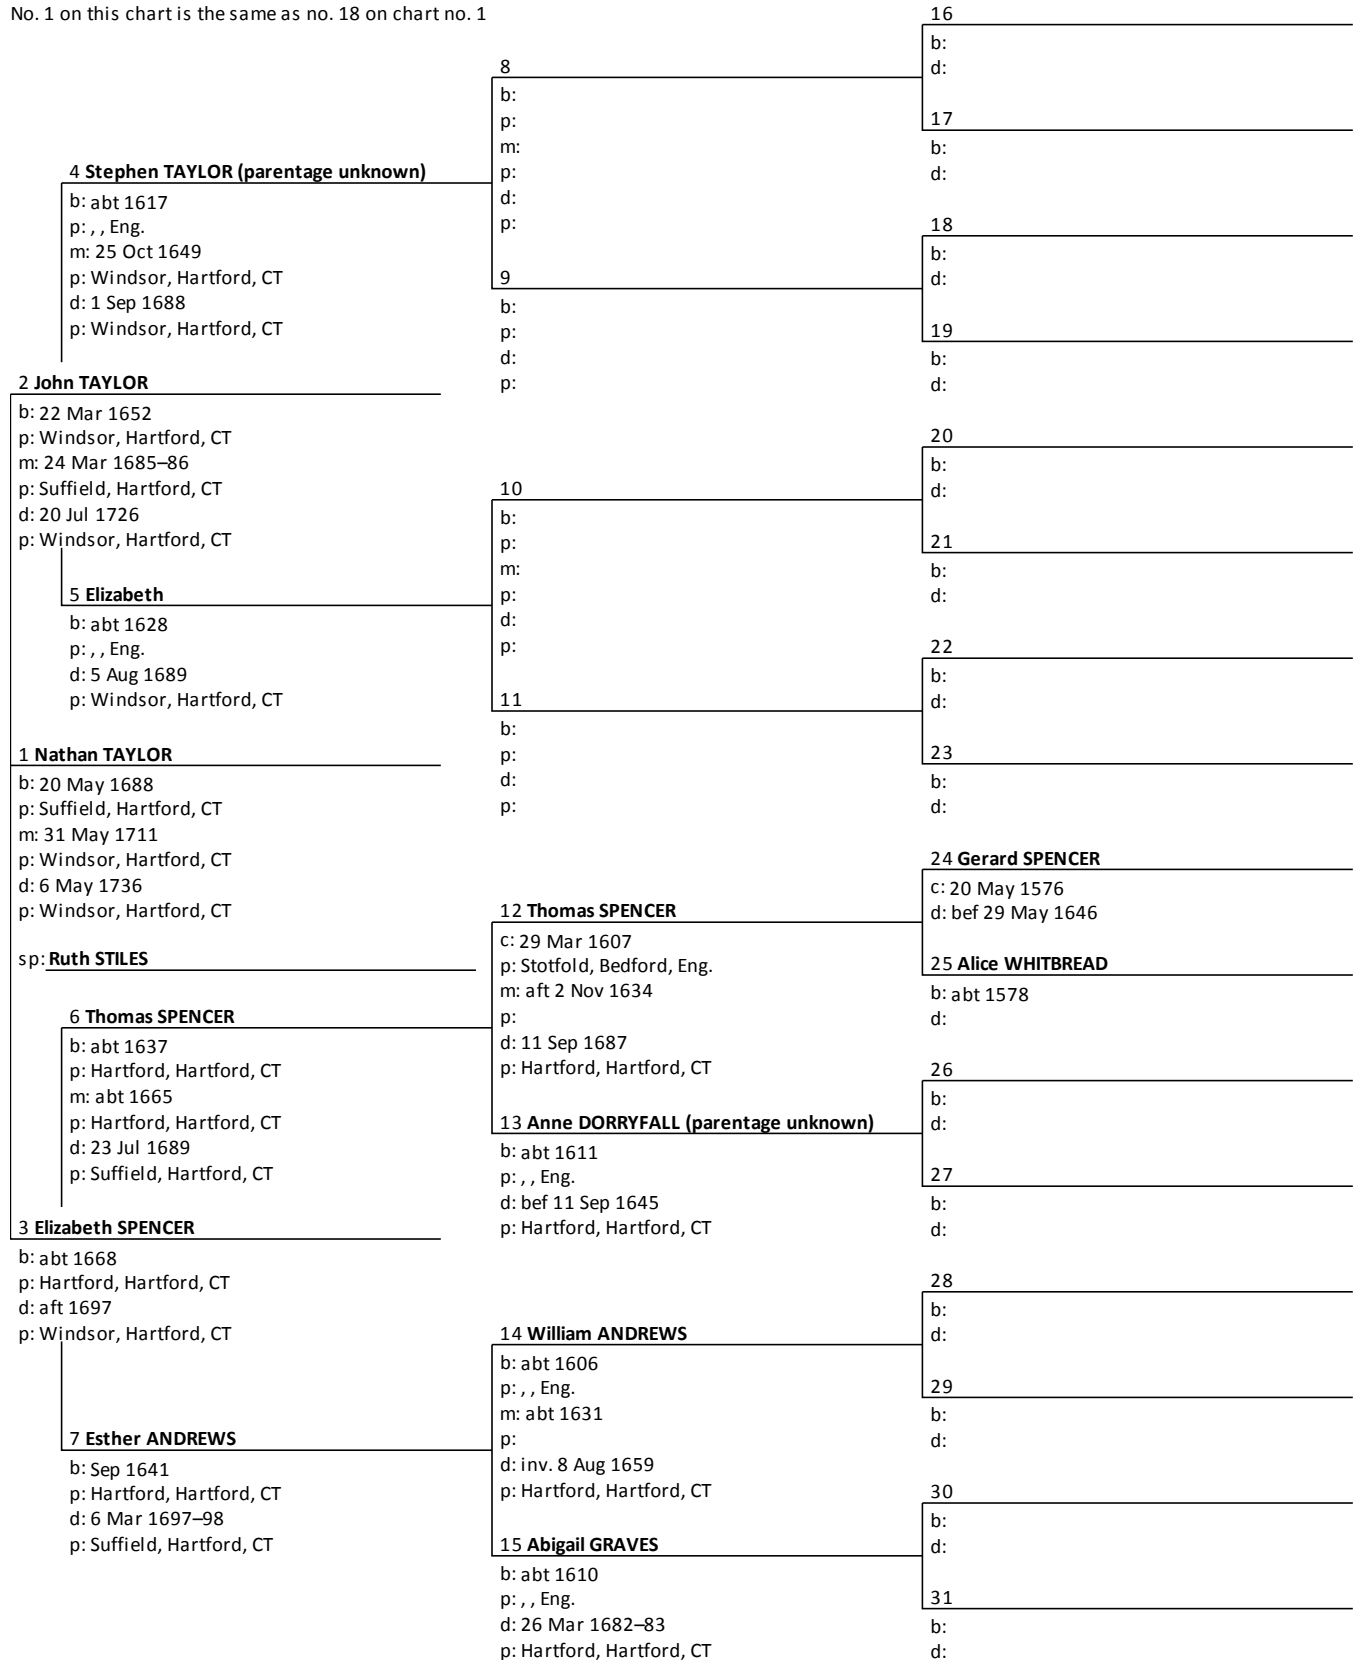 No. 1 on this chart is the same as no. 18 on chart no. 1
4 Stephen TAYLOR (parentage unknown)
b: abt 1617
p: , , Eng.
m: 25 Oct 1649
p: Windsor, Hartford, CT
d: 1 Sep 1688
p: Windsor, Hartford, CT
2 John TAYLOR
b: 22 Mar 1652
p: Windsor, Hartford, CT
m: 24 Mar 1685–86
p: Suffield, Hartford, CT
d: 20 Jul 1726
p: Windsor, Hartford, CT
5 Elizabeth
b: abt 1628
p: , , Eng.
d: 5 Aug 1689
p: Windsor, Hartford, CT
1 Nathan TAYLOR
b: 20 May 1688
p: Suffield, Hartford, CT
m: 31 May 1711
p: Windsor, Hartford, CT
d: 6 May 1736
p: Windsor, Hartford, CT
sp: Ruth STILES
6 Thomas SPENCER
b: abt 1637
p: Hartford, Hartford, CT
m: abt 1665
p: Hartford, Hartford, CT
d: 23 Jul 1689
p: Suffield, Hartford, CT
3 Elizabeth SPENCER
b: abt 1668
p: Hartford, Hartford, CT
d: aft 1697
p: Windsor, Hartford, CT
7 Esther ANDREWS
b: Sep 1641
p: Hartford, Hartford, CT
d: 6 Mar 1697–98
p: Suffield, Hartford, CT
8
b:
p:
m:
p:
d:
p:
9
b:
p:
d:
p:
10
b:
p:
m:
p:
d:
p:
11
b:
p:
d:
p:
12 Thomas SPENCER
c: 29 Mar 1607
p: Stotfold, Bedford, Eng.
m: aft 2 Nov 1634
p:
d: 11 Sep 1687
p: Hartford, Hartford, CT
13 Anne DORRYFALL (parentage unknown)
b: abt 1611
p: , , Eng.
d: bef 11 Sep 1645
p: Hartford, Hartford, CT
14 William ANDREWS
b: abt 1606
p: , , Eng.
m: abt 1631
p:
d: inv. 8 Aug 1659
p: Hartford, Hartford, CT
15 Abigail GRAVES
b: abt 1610
p: , , Eng.
d: 26 Mar 1682–83
p: Hartford, Hartford, CT
16
b:
d:
17
b:
d:
18
b:
d:
19
b:
d:
20
b:
d:
21
b:
d:
22
b:
d:
23
b:
d:
24 Gerard SPENCER
c: 20 May 1576
d: bef 29 May 1646
25 Alice WHITBREAD
b: abt 1578
d:
26
b:
d:
27
b:
d:
28
b:
d:
29
b:
d:
30
b:
d:
31
b:
d: